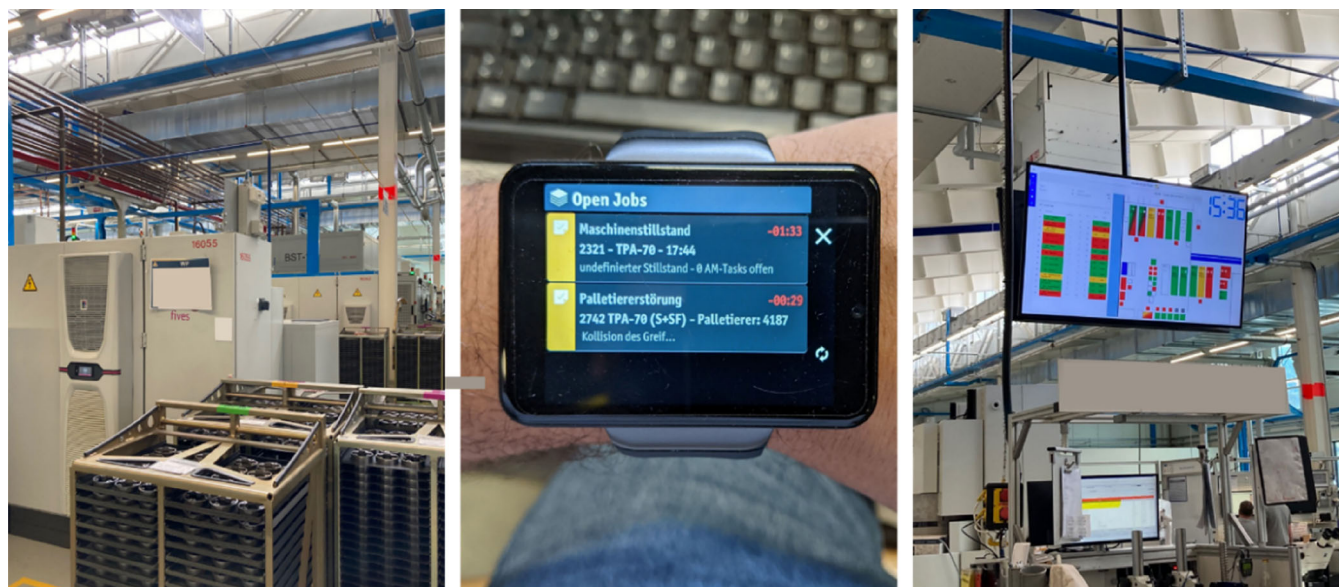 16055
BST-
fives
Open Jobs
Maschinenstillstand -01:33
2321 - TPA-70 - 17:44
undefinierter Stillstand - 0 AM-Tasks offen
Palletiererstörung -00:29
2742 TPA-70 (S+SF) - Palletierer: 4187
Kollision des Greif...
15:36